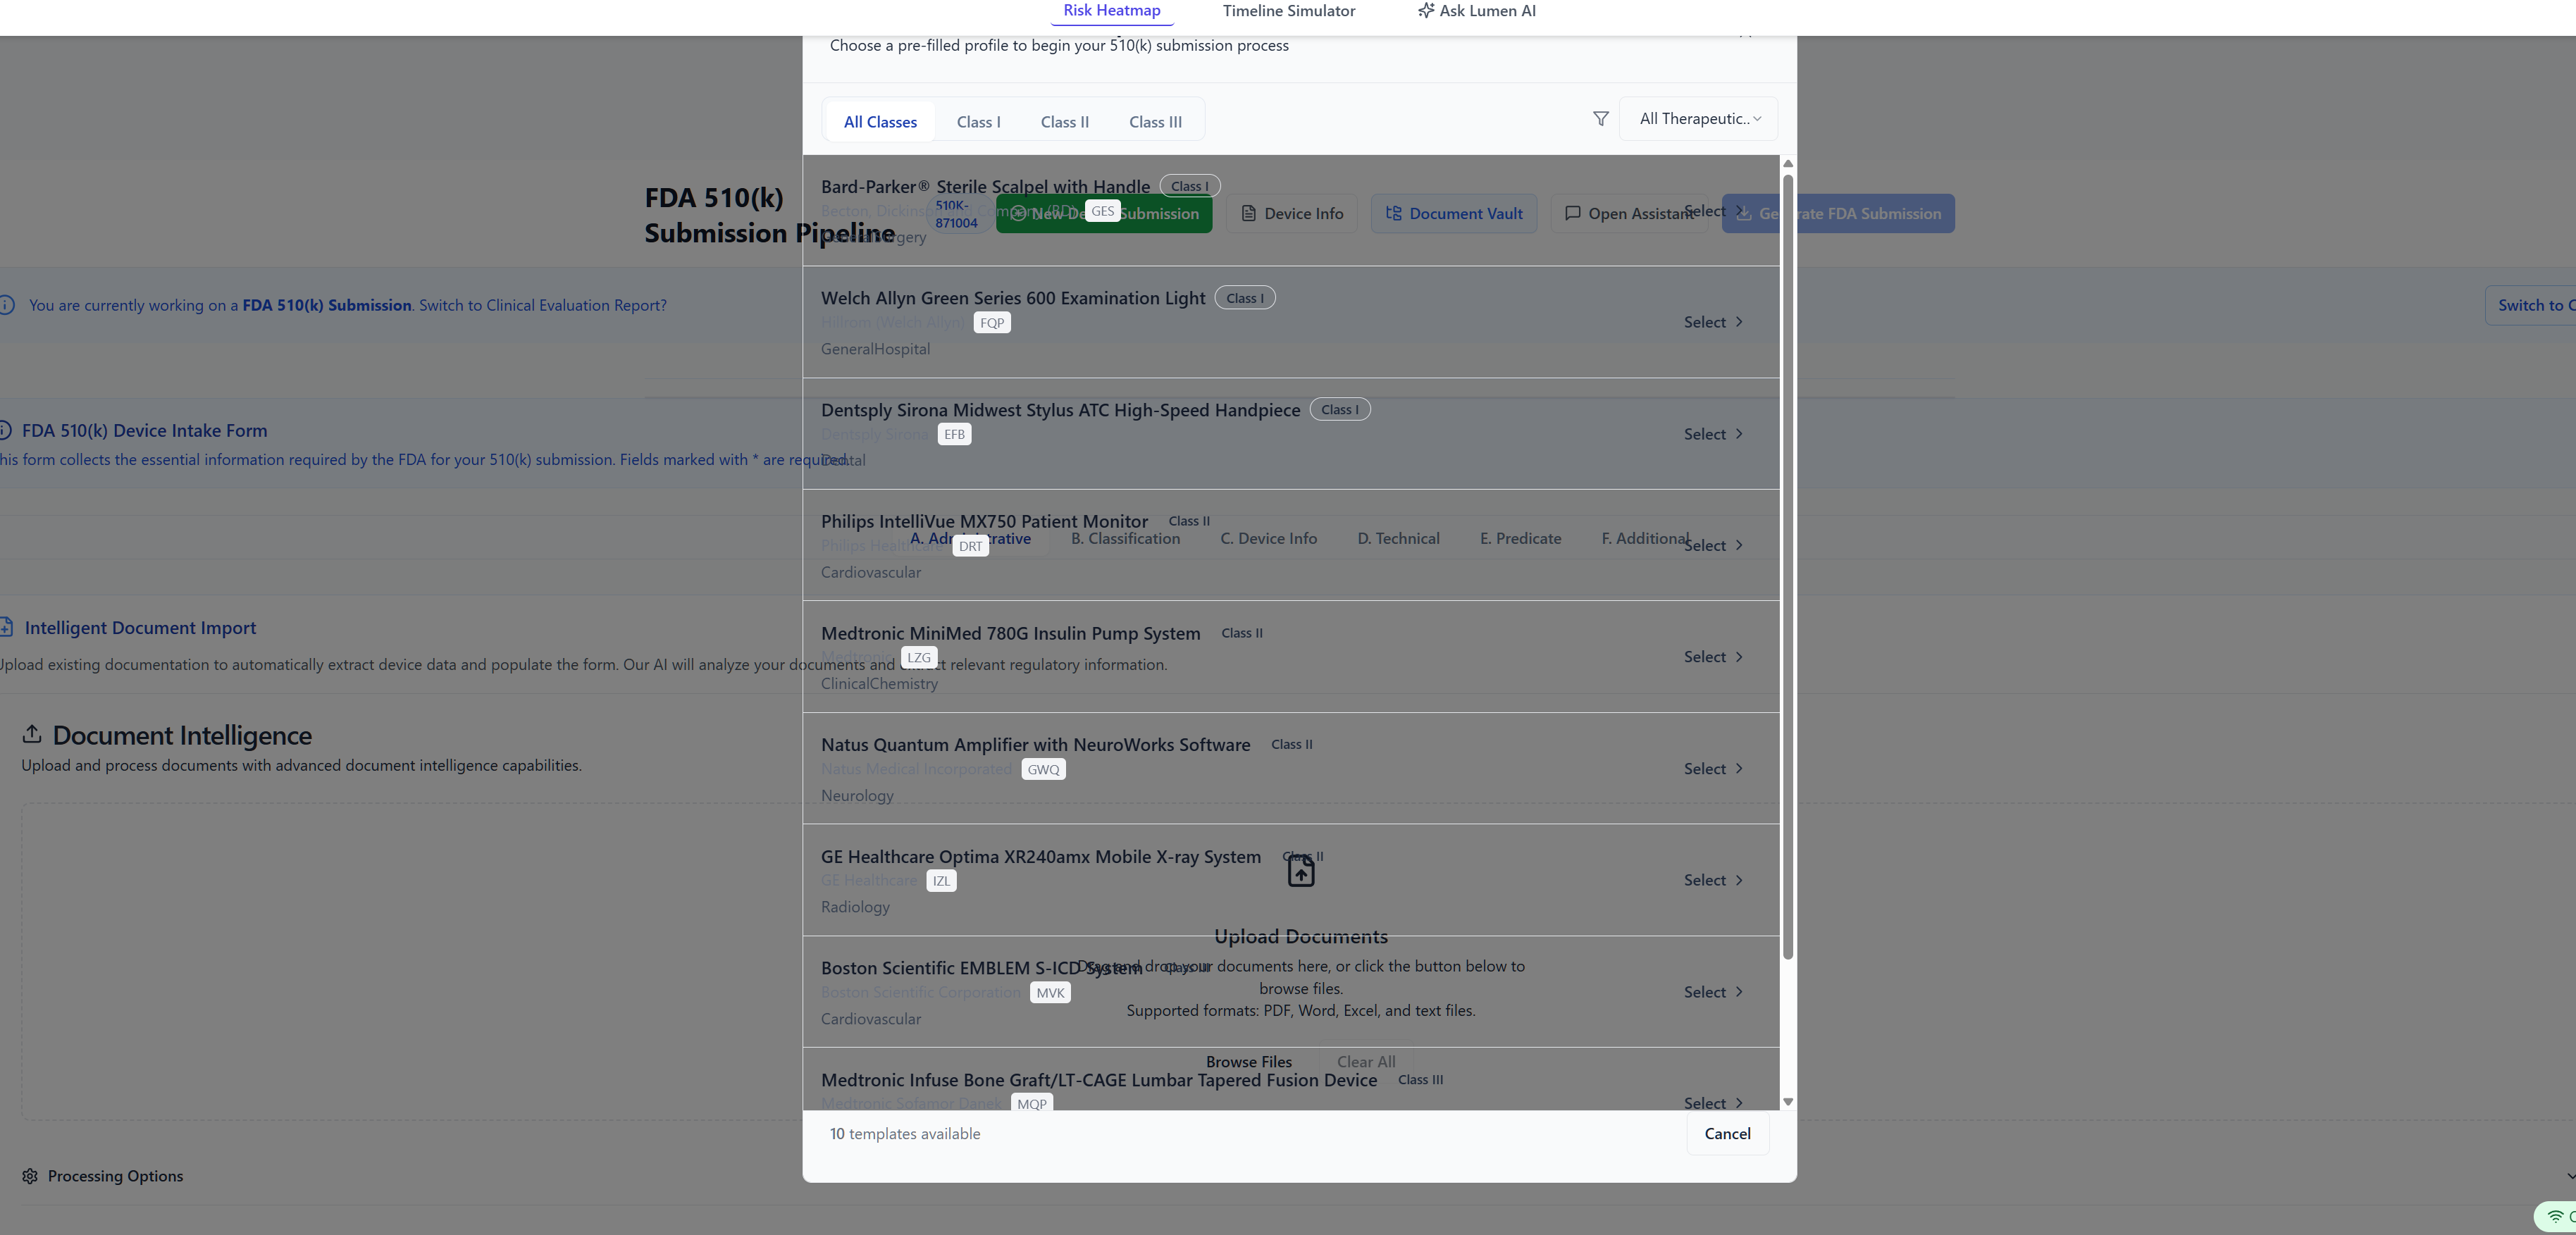 Risk Heatmap Timeline Simulator Ask Lumen AI
Choose a pre-filled profile to begin your 510(k) submission process
All Classes Class I Class II Class III All Therapeutic..
Bard-Parker® Sterile Scalpel with Handle Class I
Becton, Dickinson and Company (BD) GES
GeneralSurgery
Select
FDA 510(k)
Submission Pipeline
510K-
871004
New Submission
Device Info
Document Vault
Open Assistant
FDA Submission
You are currently working on a FDA 510(k) Submission. Switch to Clinical Evaluation Report?
Switch to C
Welch Allyn Green Series 600 Examination Light Class I
Hillrom (Welch Allyn) FQP
Select
GeneralHospital
FDA 510(k) Device Intake Form
his form collects the essential information required by the FDA for your 510(k) submission. Fields marked with * are required.
Dentsply Sirona Midwest Stylus ATC High-Speed Handpiece Class I
Dentsply Sirona EFB
Select
Dental
Philips IntelliVue MX750 Patient Monitor Class II
Philips Healthcare DRT
Select
Cardiovascular
A. Administrative B. Classification C. Device Info D. Technical E. Predicate F. Additional
Intelligent Document Import
Upload existing documentation to automatically extract device data and populate the form. Our AI will analyze your documents and extract relevant regulatory information.
Medtronic MiniMed 780G Insulin Pump System Class II
Medtronic LZG
Select
ClinicalChemistry
Document Intelligence
Upload and process documents with advanced document intelligence capabilities.
Natus Quantum Amplifier with NeuroWorks Software Class II
Natus Medical Incorporated GWQ
Select
Neurology
GE Healthcare Optima XR240amx Mobile X-ray System Class II
GE Healthcare IZL
Select
Radiology
Upload Documents
Drag and drop your documents here, or click the button below to
browse files.
Supported formats: PDF, Word, Excel, and text files.
Boston Scientific EMBLEM S-ICD System Class III
Boston Scientific Corporation MVK
Select
Cardiovascular
Browse Files Clear All
Medtronic Infuse Bone Graft/LT-CAGE Lumbar Tapered Fusion Device Class III
Medtronic Sofamor Danek MQP
Select
10 templates available
Cancel
Processing Options